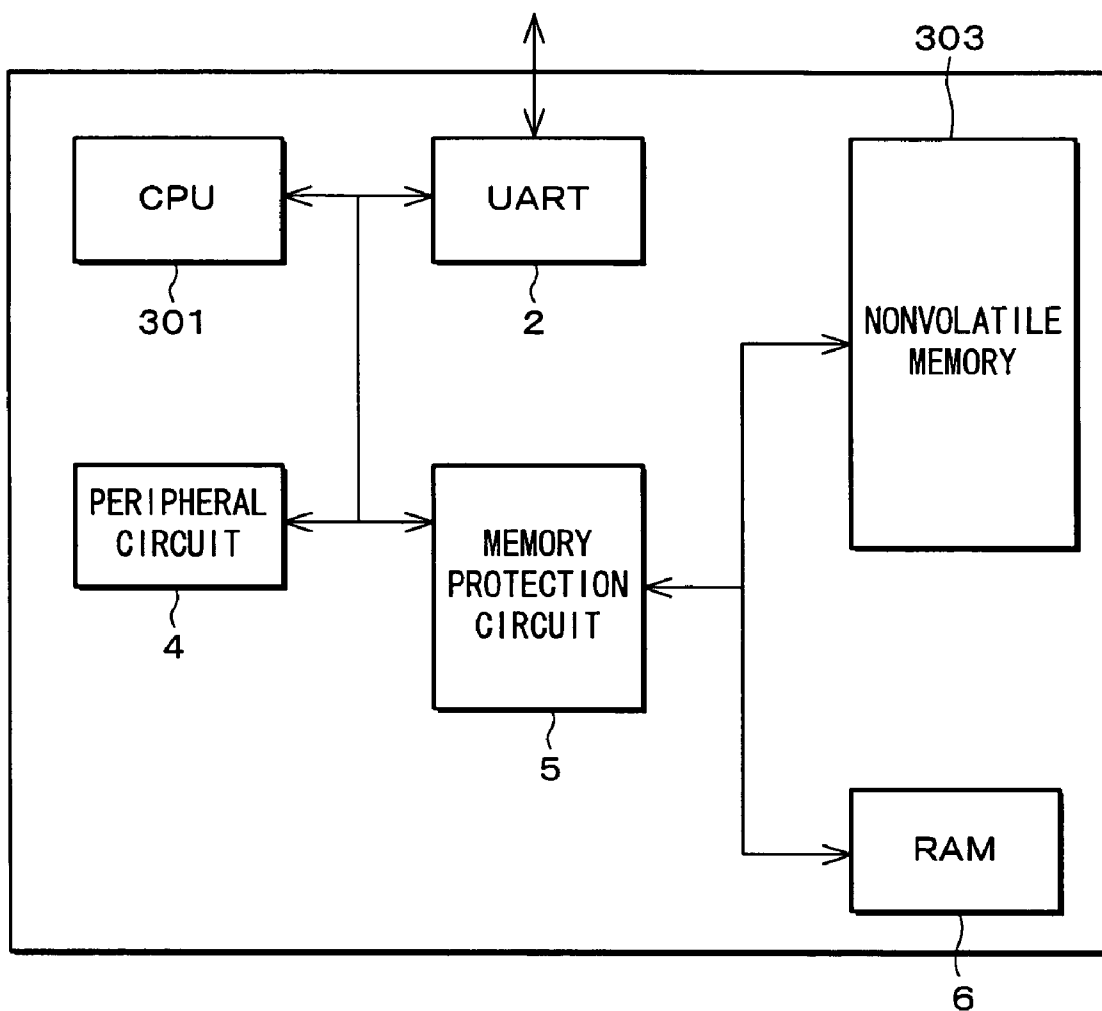 303
CPU
UART
301
2
NONVOLATILE
MEMORY
PERIPHERAL
CIRCUIT
4
MEMORY
PROTECTION
CIRCUIT
5
RAM
6